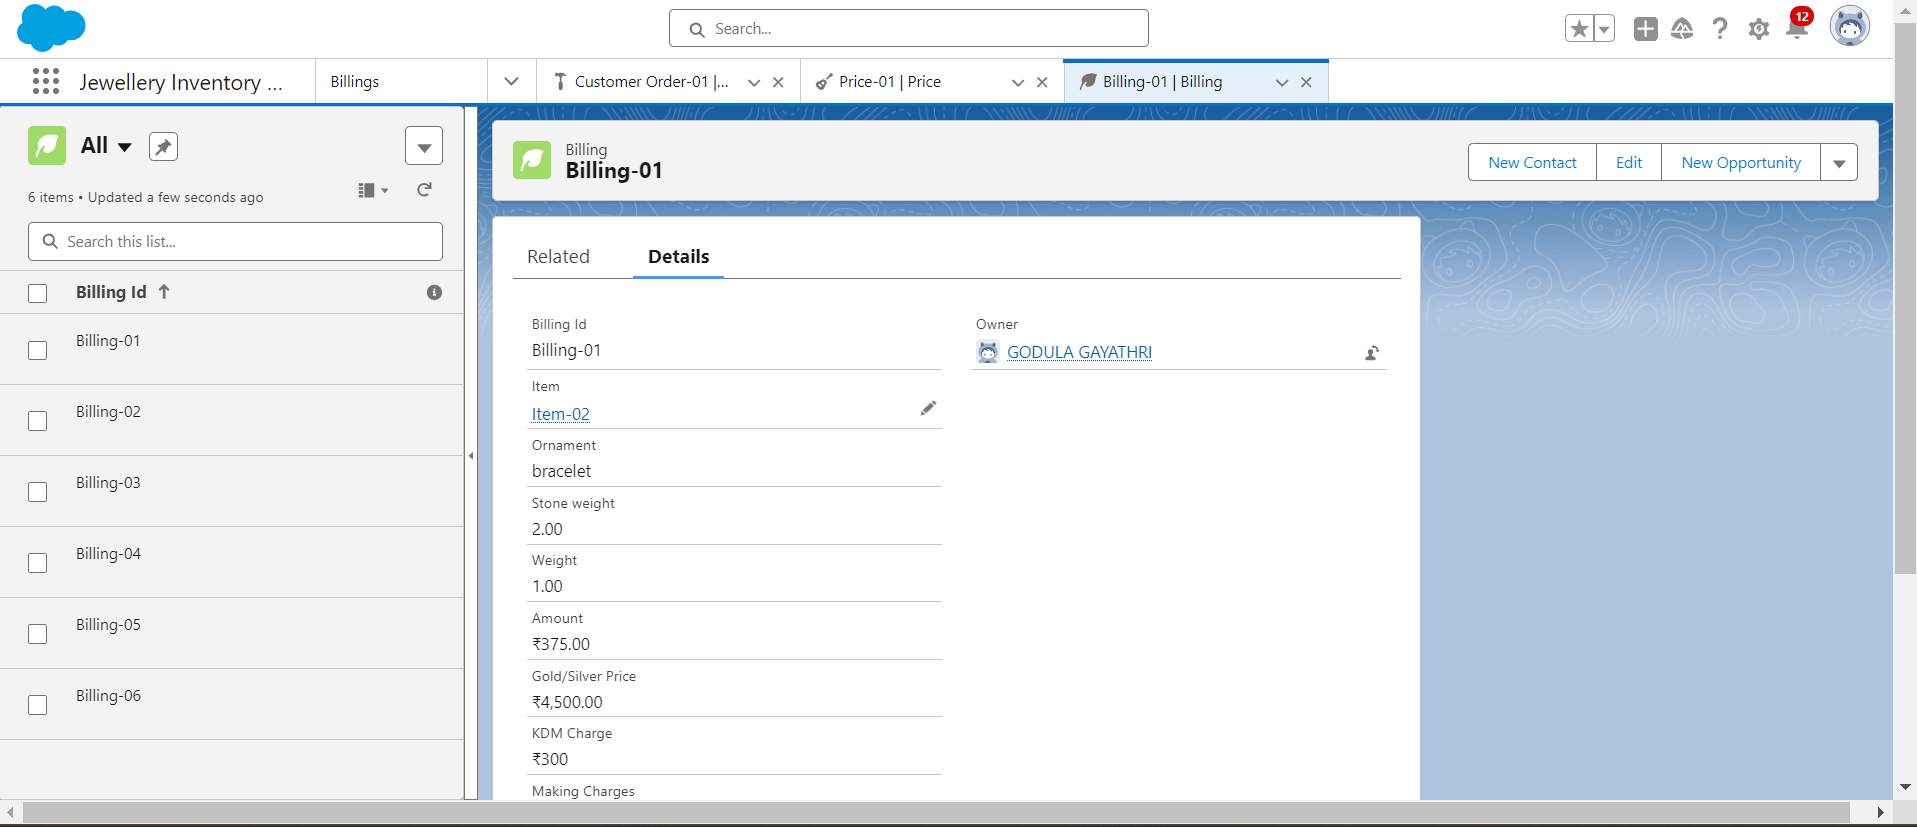 Search...
12
Jewellery Inventory ...
Billings
Customer Order-01 |...
Price-01 | Price
Billing-01 | Billing
All
6 items • Updated a few seconds ago
Search this list...
Billing Id
Billing-01
Billing-02
Billing-03
Billing-04
Billing-05
Billing-06
Billing
Billing-01
New Contact
Edit
New Opportunity
Related
Details
Billing Id
Billing-01
Owner
GODULA GAYATHRI
Item
Item-02
Ornament
bracelet
Stone weight
2.00
Weight
1.00
Amount
₹375.00
Gold/Silver Price
₹4,500.00
KDM Charge
₹300
Making Charges